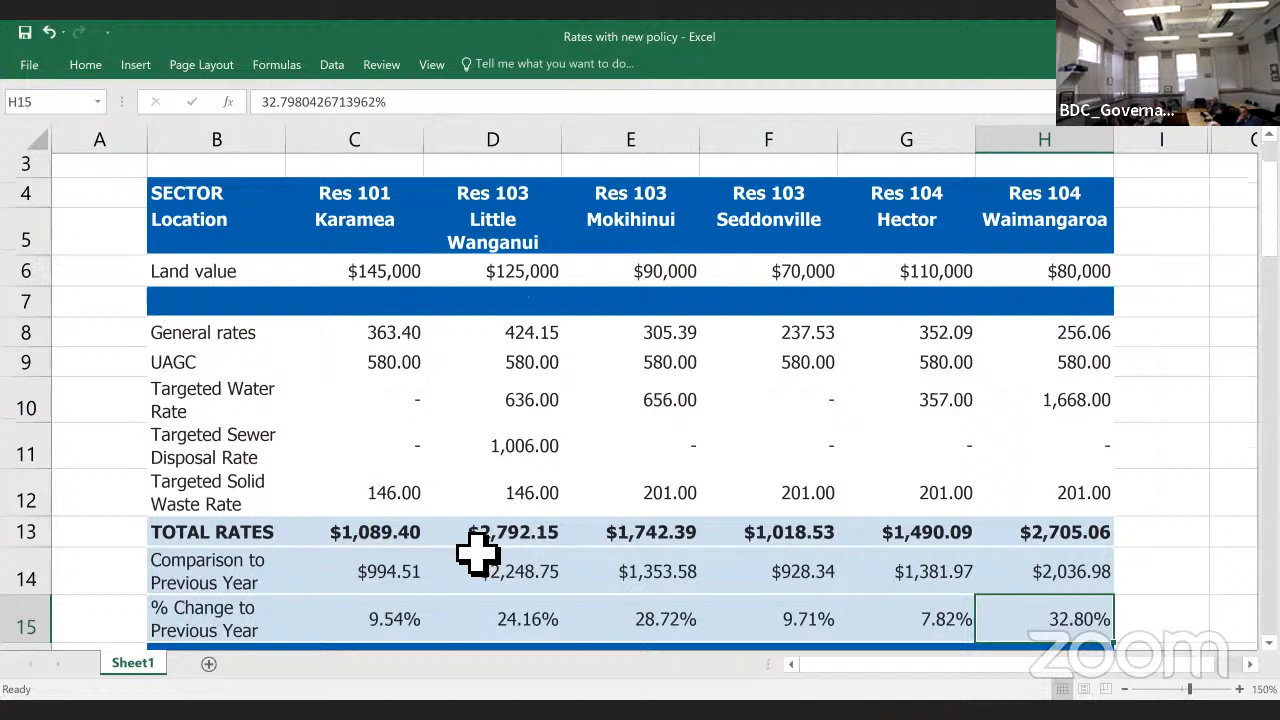 Rates with new policy - Excel
File Home Insert Page Layout Formulas Data Review View Tell me what you want to do...
BDC_Governa...
H15 fx 32.7980426713962%
A B C D E F G H I
3
4 SECTOR Res 101 Res 103 Res 103 Res 103 Res 104 Res 104
5 Location Karamea Little Wanganui Mokihinui Seddonville Hector Waimangaroa
6 Land value $145,000 $125,000 $90,000 $70,000 $110,000 $80,000
7
8 General rates 363.40 424.15 305.39 237.53 352.09 256.06
9 UAGC 580.00 580.00 580.00 580.00 580.00 580.00
10 Targeted Water Rate - 636.00 656.00 - 357.00 1,668.00
11 Targeted Sewer Disposal Rate - 1,006.00 - - - -
12 Targeted Solid Waste Rate 146.00 146.00 201.00 201.00 201.00 201.00
13 TOTAL RATES $1,089.40 $2,792.15 $1,742.39 $1,018.53 $1,490.09 $2,705.06
14 Comparison to Previous Year $994.51 $2,248.75 $1,353.58 $928.34 $1,381.97 $2,036.98
15 % Change to Previous Year 9.54% 24.16% 28.72% 9.71% 7.82% 32.80%
zoom
Sheet1
Ready 150%